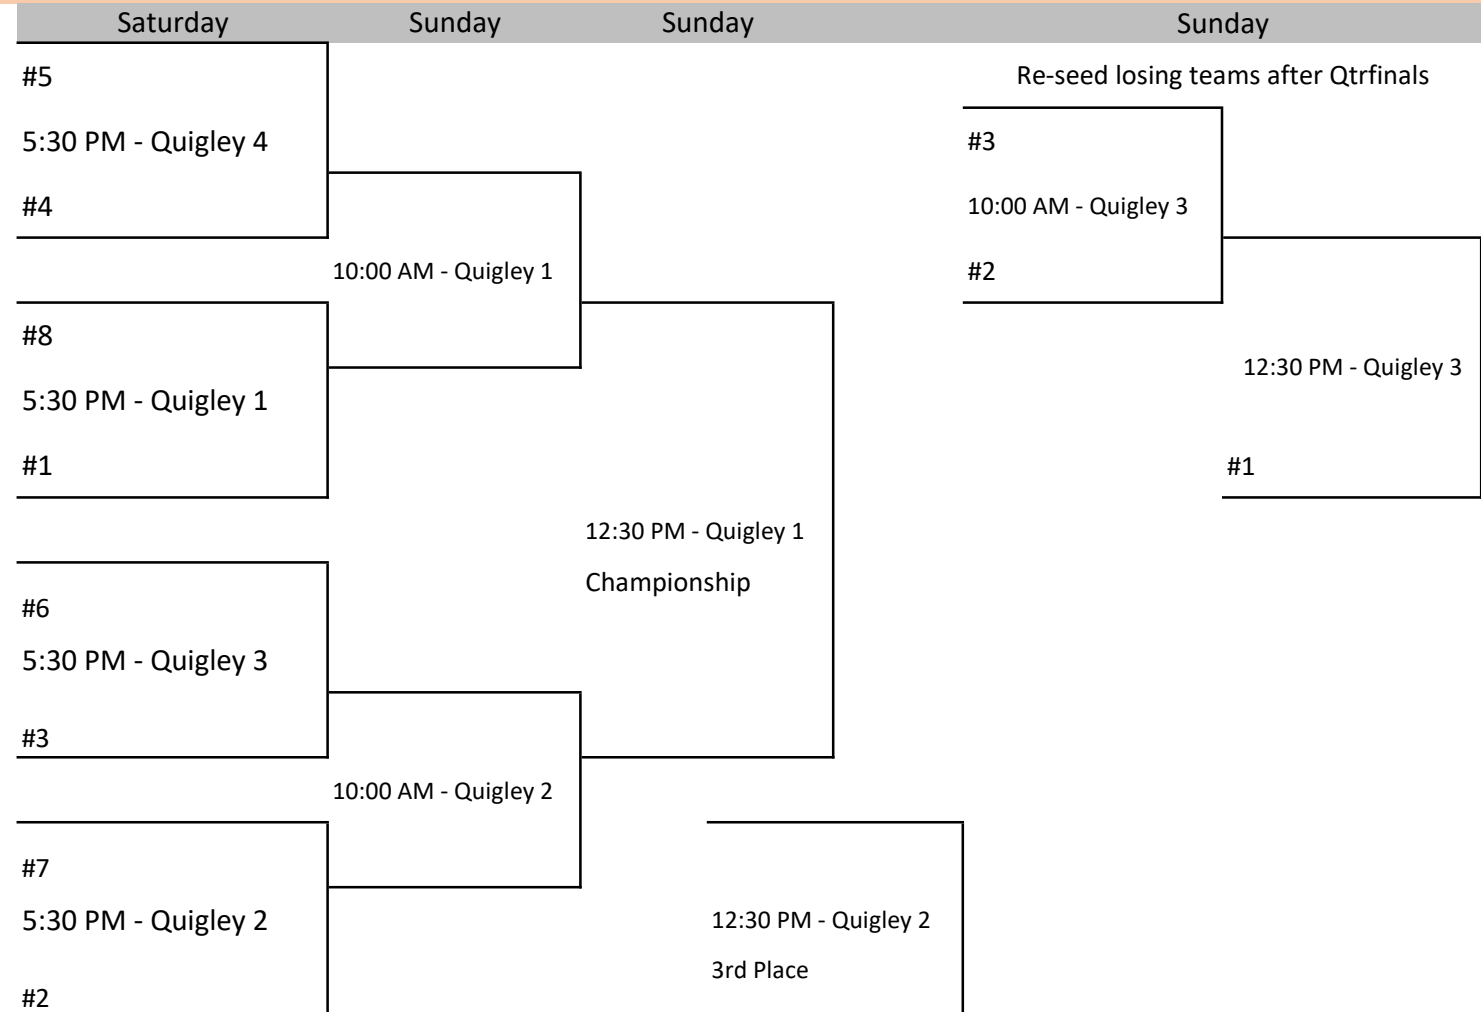 Saturday
Sunday
Sunday
Sunday
#5
5:30 PM - Quigley 4
#4
10:00 AM - Quigley 1
#8
5:30 PM - Quigley 1
#1
12:30 PM - Quigley 1
Championship
#6
5:30 PM - Quigley 3
#3
10:00 AM - Quigley 2
#7
5:30 PM - Quigley 2
#2
12:30 PM - Quigley 2
3rd Place
Re-seed losing teams after Qtrfinals
#3
10:00 AM - Quigley 3
#2
12:30 PM - Quigley 3
#1